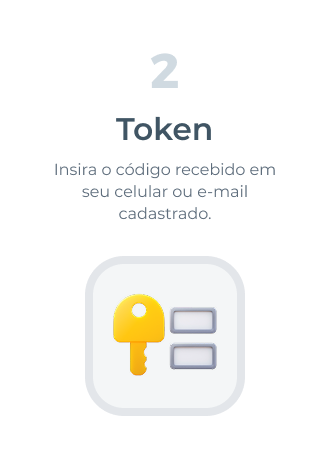 2
Token
Insira o código recebido em
seu celular ou e-mail
cadastrado.